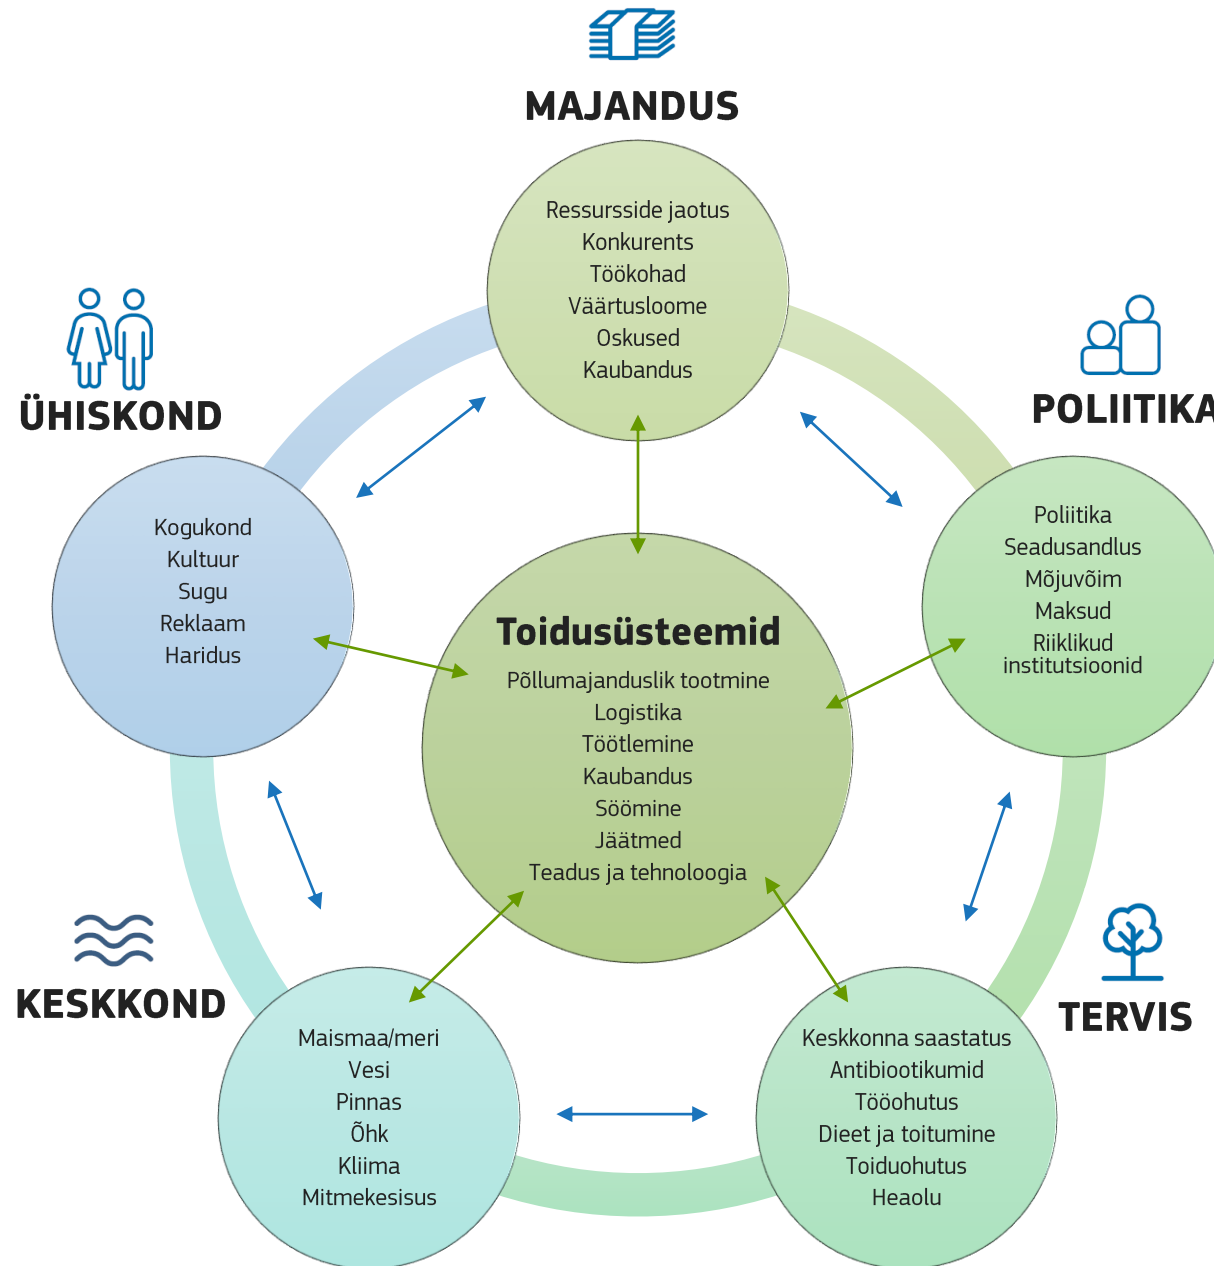 MAJANDUS
Ressursside jaotus
Konkurents
Töökohad
Väärtusloome
Oskused
Kaubandus
ÜHISKOND
Kogukond
Kultuur
Sugu
Reklaam
Haridus
POLIITIKA
Poliitika
Seadusandlus
Mõjuvõim
Maksud
Riiklikud
institutsioonid
Toidusüsteemid
Põllumajanduslik tootmine
Logistika
Töötlemine
Kaubandus
Söömine
Jäätmed
Teadus ja tehnoloogia
KESKKOND
Maismaa/meri
Vesi
Pinnas
Õhk
Kliima
Mitmekesisus
TERVIS
Keskkonna saastatus
Antibiootikumid
Tööohutus
Dieet ja toitumine
Toiduohutus
Heaolu